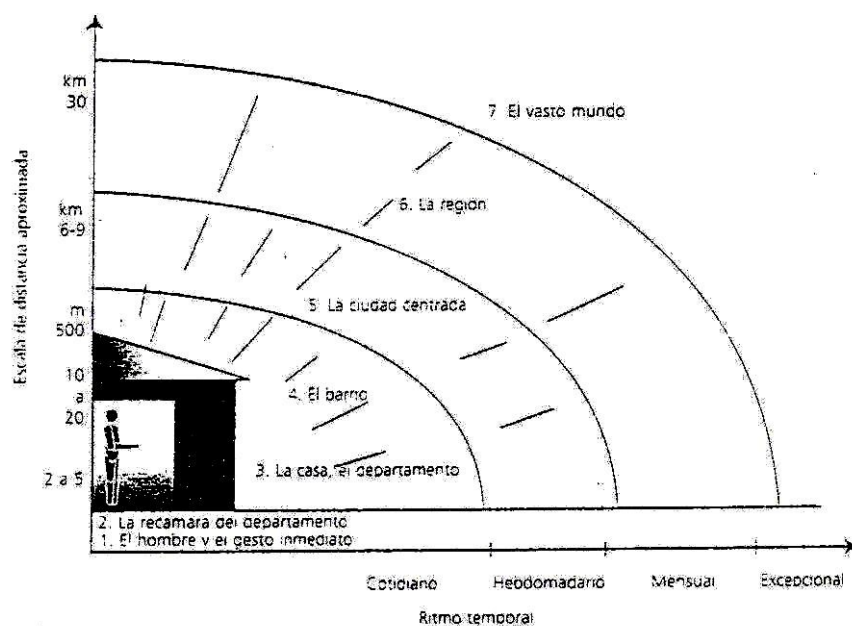 Escala de distancia aproximada
km
30
km
6-9
m
500
10
a
20
2 a 5
7 El vasto mundo
6. La región
5 La ciudad centrada
4. El barrio
3. La casa, el departamento
2. La recamara del departamento
1. El hombre y el gesto inmediato
Cotidiano
Hebdomadario
Mensual
Excepcional
Ritmo temporal